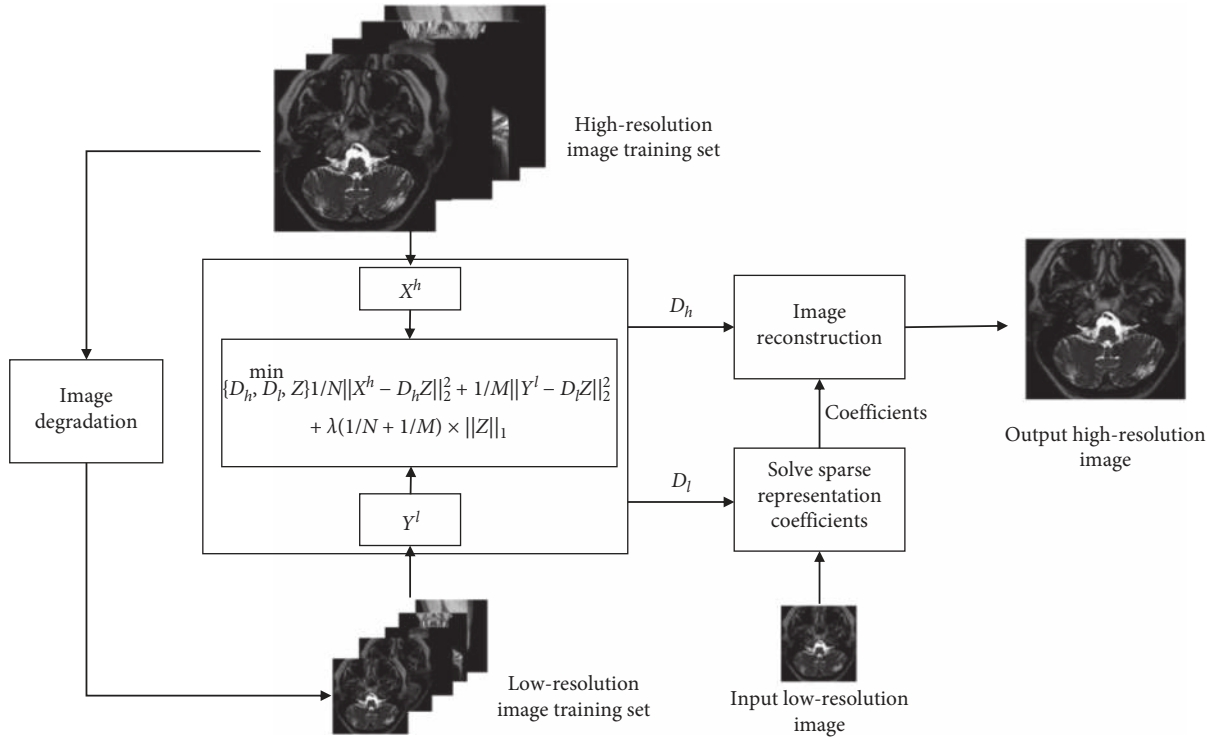 High-resolution
image training set
X^h
D_h
Image
reconstruction
Image
degradation
min
{D_h, D_l, Z}1/N||X^h – D_hZ||_2^2 + 1/M||Y^l – D_lZ||_2^2
+ λ(1/N + 1/M) × ||Z||_1
Coefficients
Output high-resolution
image
D_l
Solve sparse
representation
coefficients
Y^l
Low-resolution
image training set
Input low-resolution
image